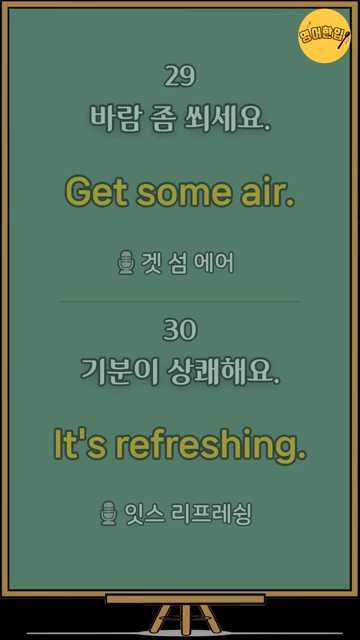 영어한입
29
바람 좀 쐬세요.
Get some air.
겟 섬 에어
30
기분이 상쾌해요.
It's refreshing.
잇스 리프레슁